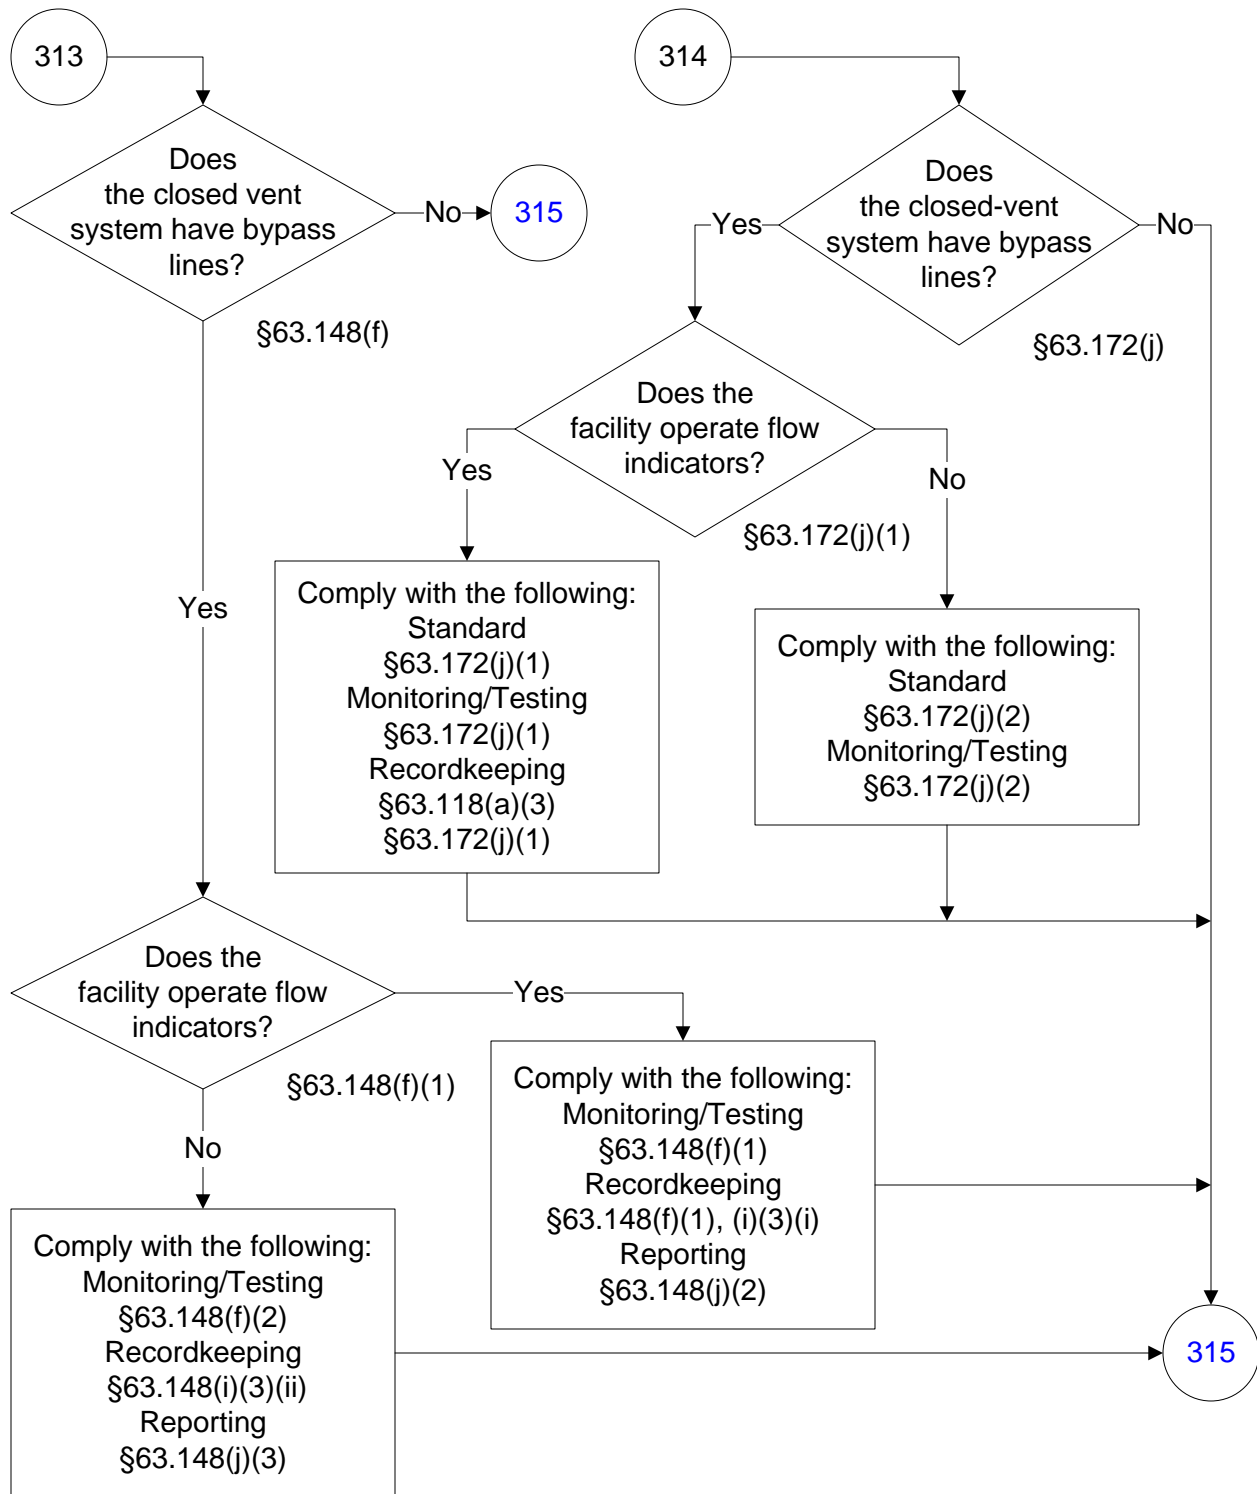 313
Does
the closed vent
system have bypass
lines?
No
315
§63.148(f)
Yes
Does the
facility operate flow
indicators?
§63.148(f)(1)
Yes
Comply with the following:
Monitoring/Testing
§63.148(f)(1)
Recordkeeping
§63.148(f)(1), (i)(3)(i)
Reporting
§63.148(j)(2)
No
Comply with the following:
Monitoring/Testing
§63.148(f)(2)
Recordkeeping
§63.148(i)(3)(ii)
Reporting
§63.148(j)(3)
314
Does
the closed-vent
system have bypass
lines?
Yes
No
§63.172(j)
Does the
facility operate flow
indicators?
Yes
No
§63.172(j)(1)
Comply with the following:
Standard
§63.172(j)(1)
Monitoring/Testing
§63.172(j)(1)
Recordkeeping
§63.118(a)(3)
§63.172(j)(1)
Comply with the following:
Standard
§63.172(j)(2)
Monitoring/Testing
§63.172(j)(2)
315